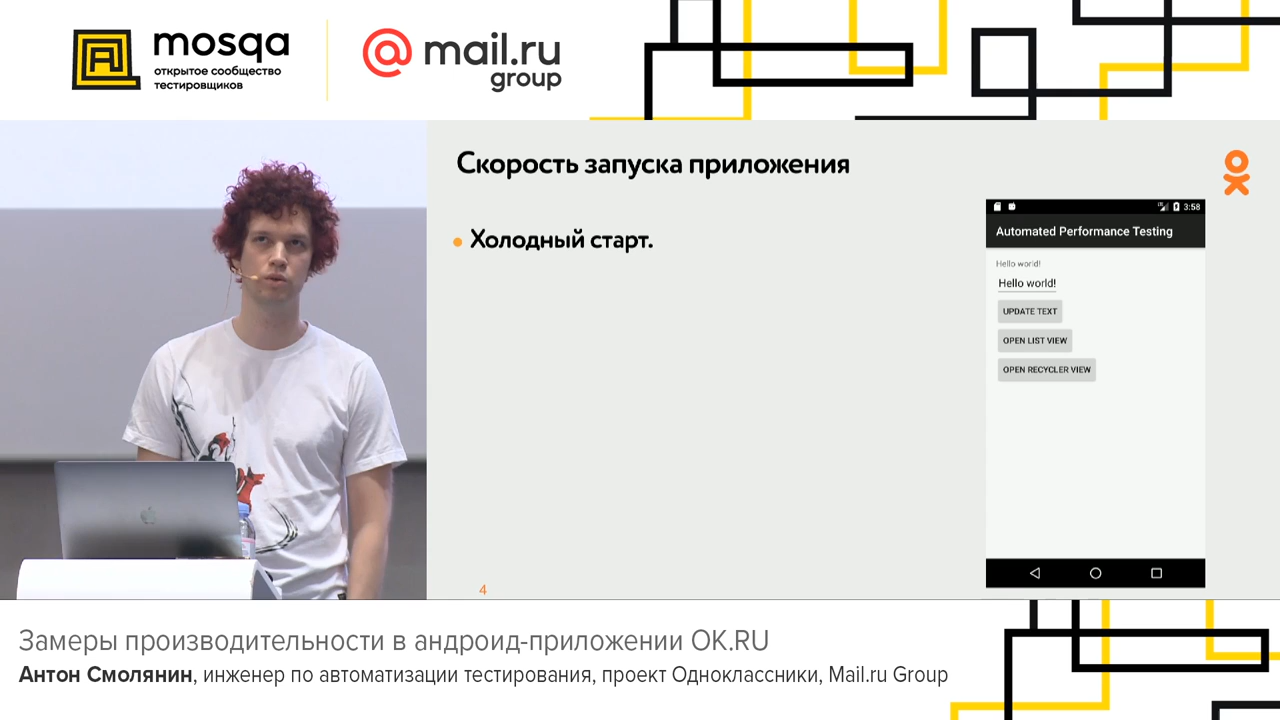 mosqa
открытое сообщество
тестировщиков
@mail.ru
group
Скорость запуска приложения
Холодный старт.
3:58
Automated Performance Testing
Hello world!
Hello world!
UPDATE TEXT
OPEN LIST VIEW
OPEN RECYCLER VIEW
4
Замеры производительности в андроид-приложении OK.RU
Антон Смолянин, инженер по автоматизации тестирования, проект Одноклассники, Mail.ru Group